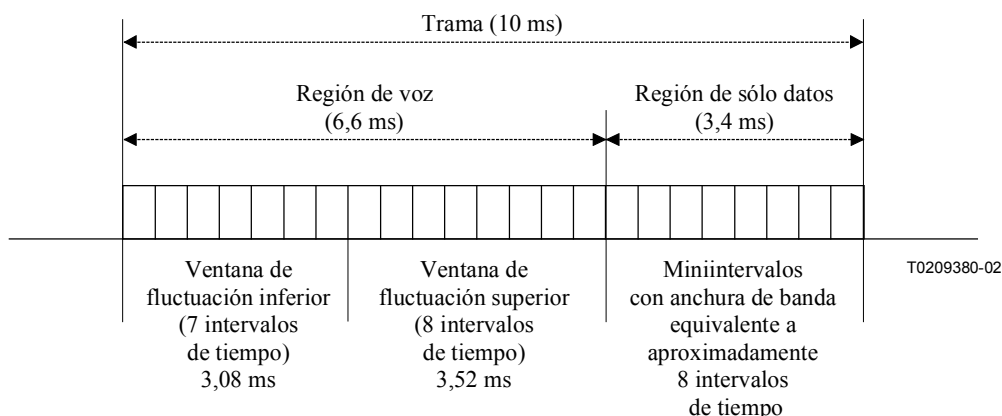 Trama (10 ms)
Región de voz
(6,6 ms)
Región de sólo datos
(3,4 ms)
Ventana de
fluctuación inferior
(7 intervalos
de tiempo)
3,08 ms
Ventana de
fluctuación superior
(8 intervalos
de tiempo)
3,52 ms
Miniintervalos
con anchura de banda
equivalente a
aproximadamente
8 intervalos
de tiempo
T0209380-02